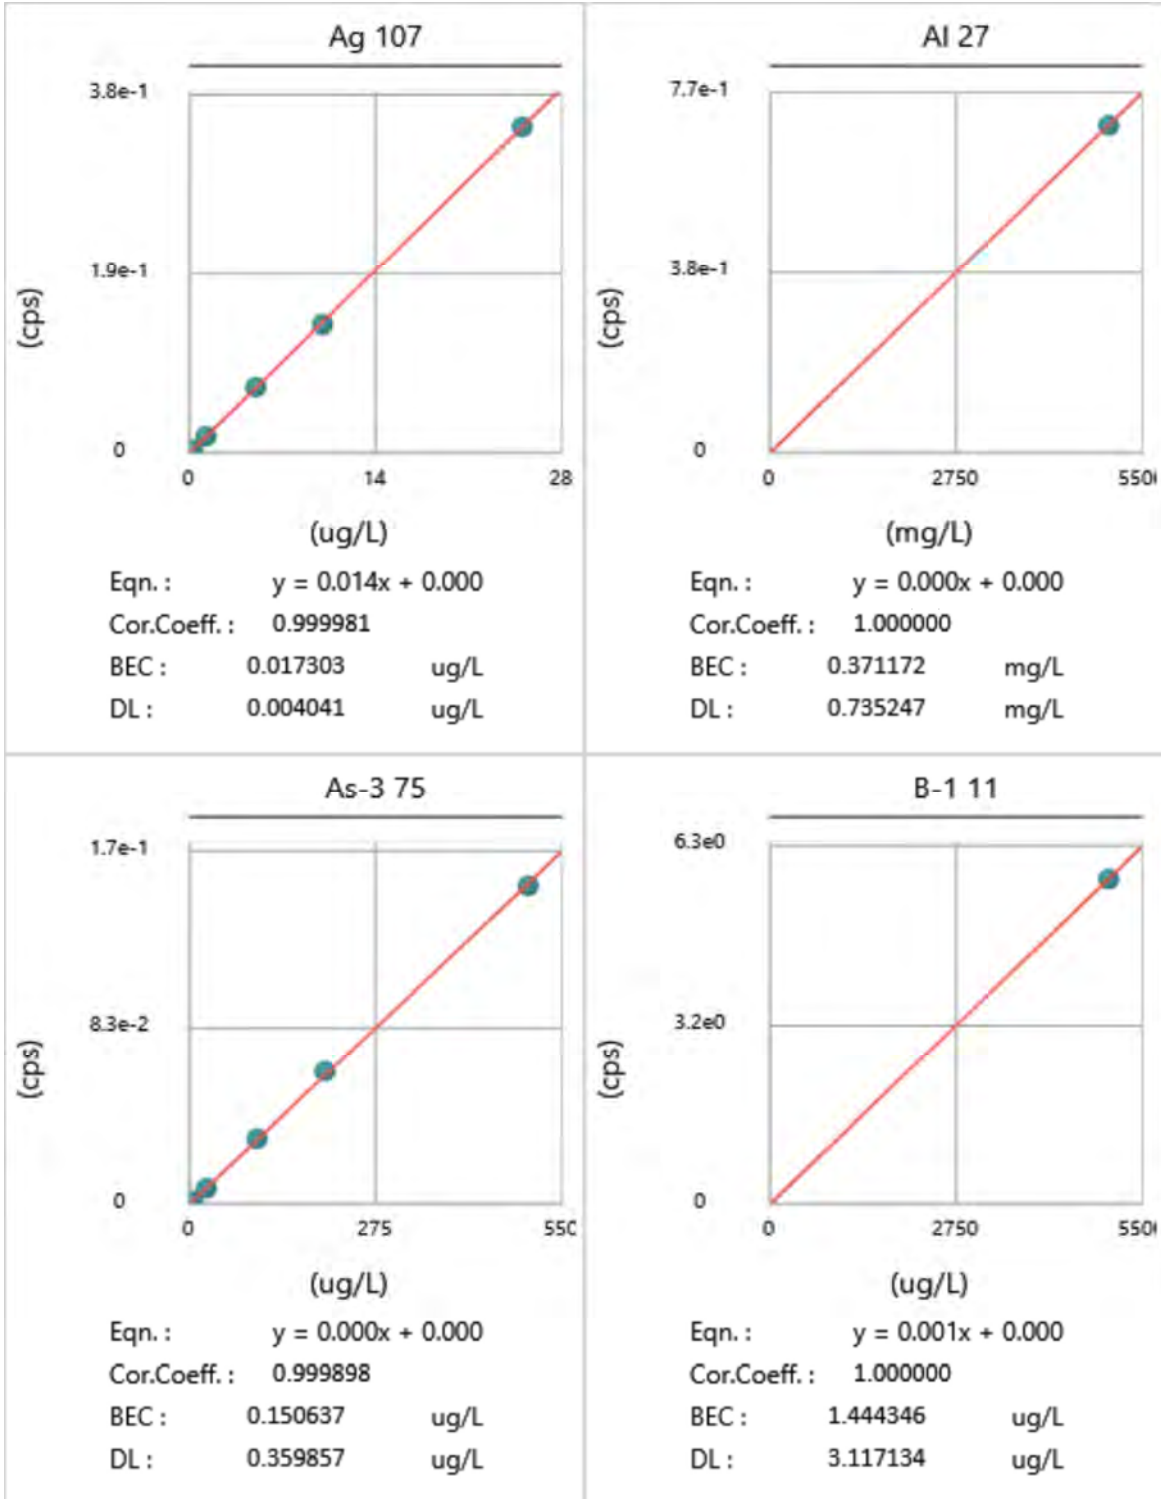 Ag 107
3.8e-1
1.9e-1
0
(cps)
0 14 28
(ug/L)
Eqn. : y = 0.014x + 0.000
Cor.Coeff. : 0.999981
BEC : 0.017303 ug/L
DL : 0.004041 ug/L
Al 27
7.7e-1
3.8e-1
0
(cps)
0 2750 550
(mg/L)
Eqn. : y = 0.000x + 0.000
Cor.Coeff. : 1.000000
BEC : 0.371172 mg/L
DL : 0.735247 mg/L
As-3 75
1.7e-1
8.3e-2
0
(cps)
0 275 550
(ug/L)
Eqn. : y = 0.000x + 0.000
Cor.Coeff. : 0.999898
BEC : 0.150637 ug/L
DL : 0.359857 ug/L
B-1 11
6.3e0
3.2e0
0
(cps)
0 2750 550
(ug/L)
Eqn. : y = 0.001x + 0.000
Cor.Coeff. : 1.000000
BEC : 1.444346 ug/L
DL : 3.117134 ug/L